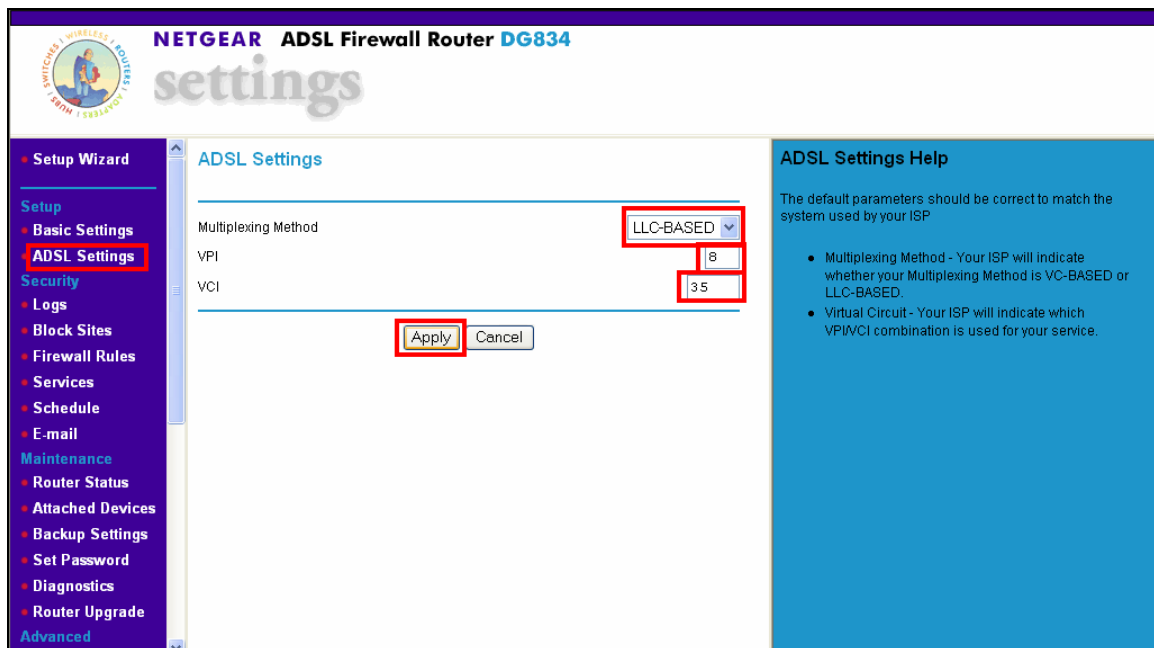 SWITCHES | WIRELESS | ROUTERS | ADAPTERS | HUBS |
NETGEAR ADSL Firewall Router DG834
settings
Setup Wizard
Setup
Basic Settings
ADSL Settings
Security
Logs
Block Sites
Firewall Rules
Services
Schedule
E-mail
Maintenance
Router Status
Attached Devices
Backup Settings
Set Password
Diagnostics
Router Upgrade
Advanced
ADSL Settings
Multiplexing Method LLC-BASED
VPI 8
VCI 35
Apply Cancel
ADSL Settings Help
The default parameters should be correct to match the
system used by your ISP
• Multiplexing Method - Your ISP will indicate
whether your Multiplexing Method is VC-BASED or
LLC-BASED.
• Virtual Circuit - Your ISP will indicate which
VPI/VCI combination is used for your service.